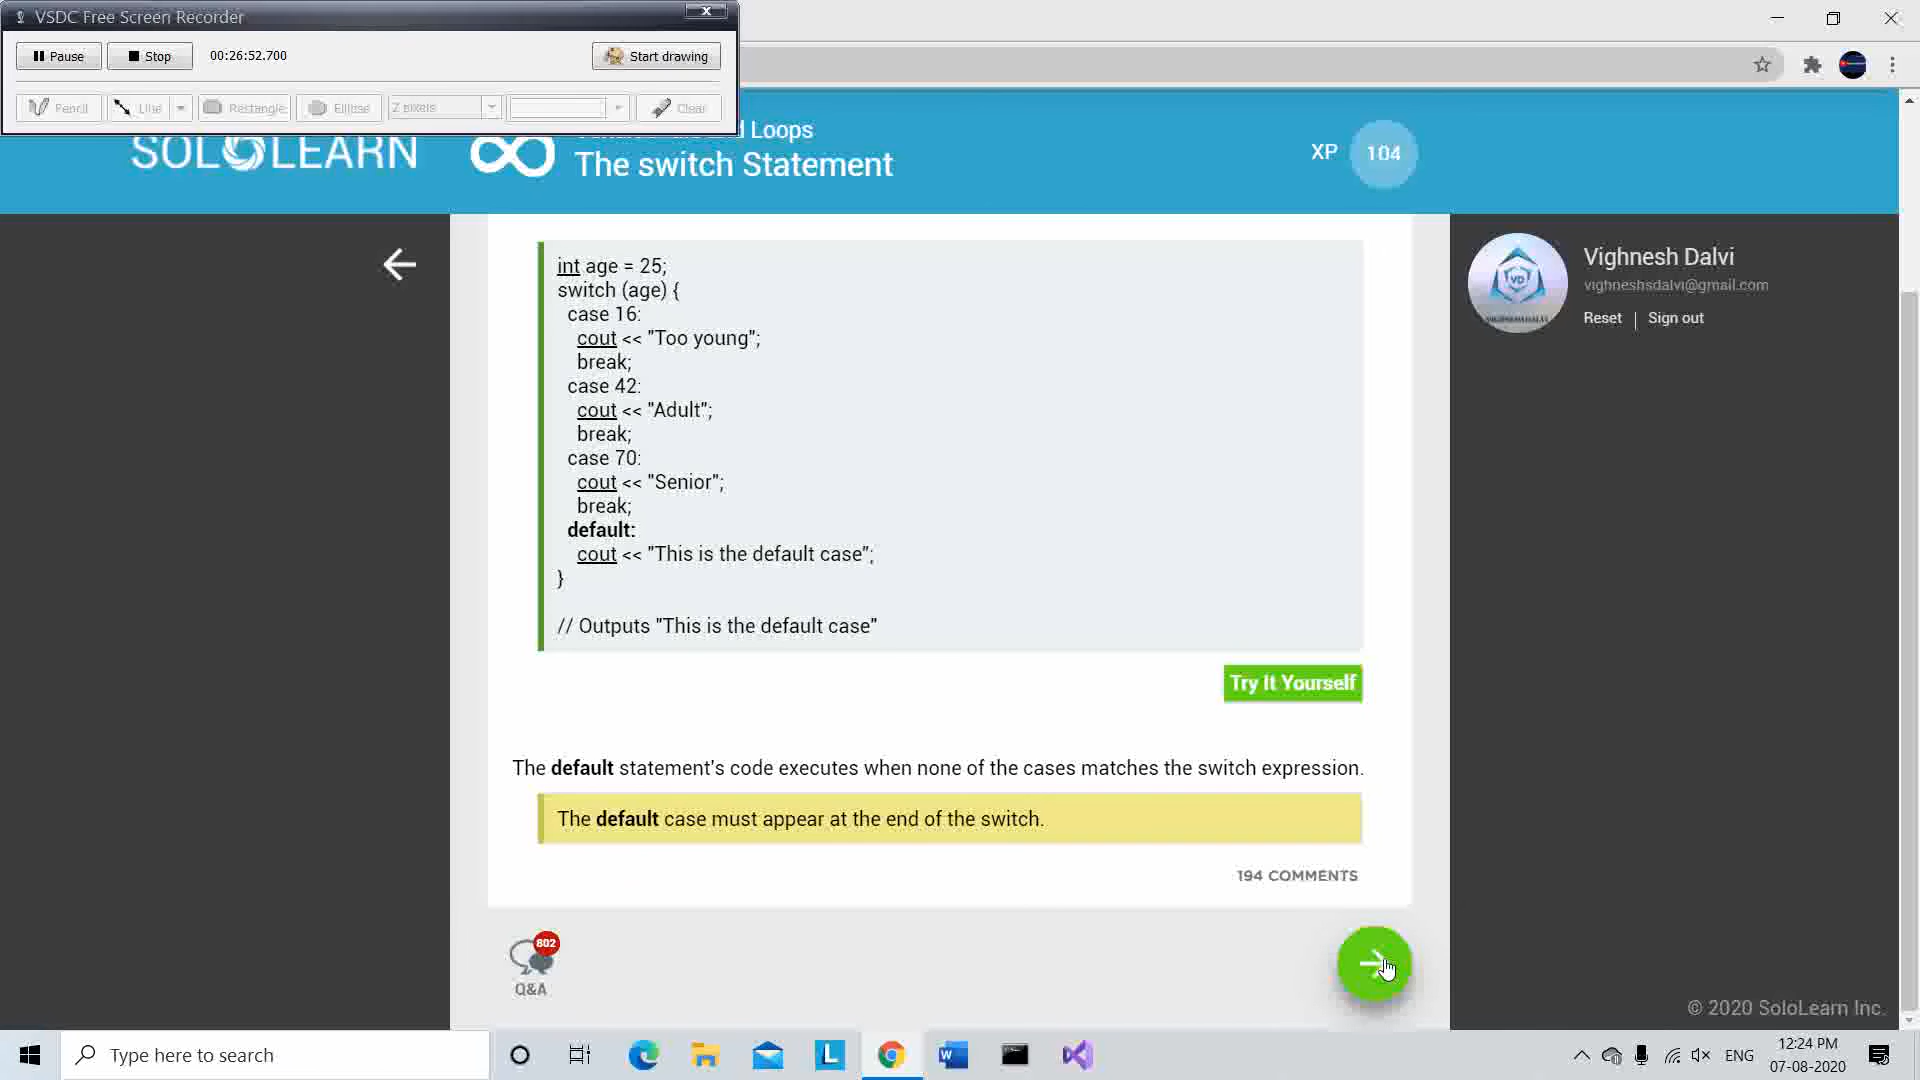 VSDC Free Screen Recorder
Pause
Stop
00:26:52.700
Start drawing
Pencil
Line
Rectangle
Ellipse
2 pixels
Clear
SOLOLEARN
Loops
The switch Statement
XP
104
Vighnesh Dalvi
vighneshsdalvi@gmail.com
Reset | Sign out
int age = 25;
switch (age) {
case 16:
cout << "Too young";
break;
case 42:
cout << "Adult";
break;
case 70:
cout << "Senior";
break;
default:
cout << "This is the default case";
}
// Outputs "This is the default case"
Try It Yourself
The default statement's code executes when none of the cases matches the switch expression.
The default case must appear at the end of the switch.
194 COMMENTS
802
Q&A
© 2020 SoloLearn Inc.
Type here to search
ENG
12:24 PM
07-08-2020